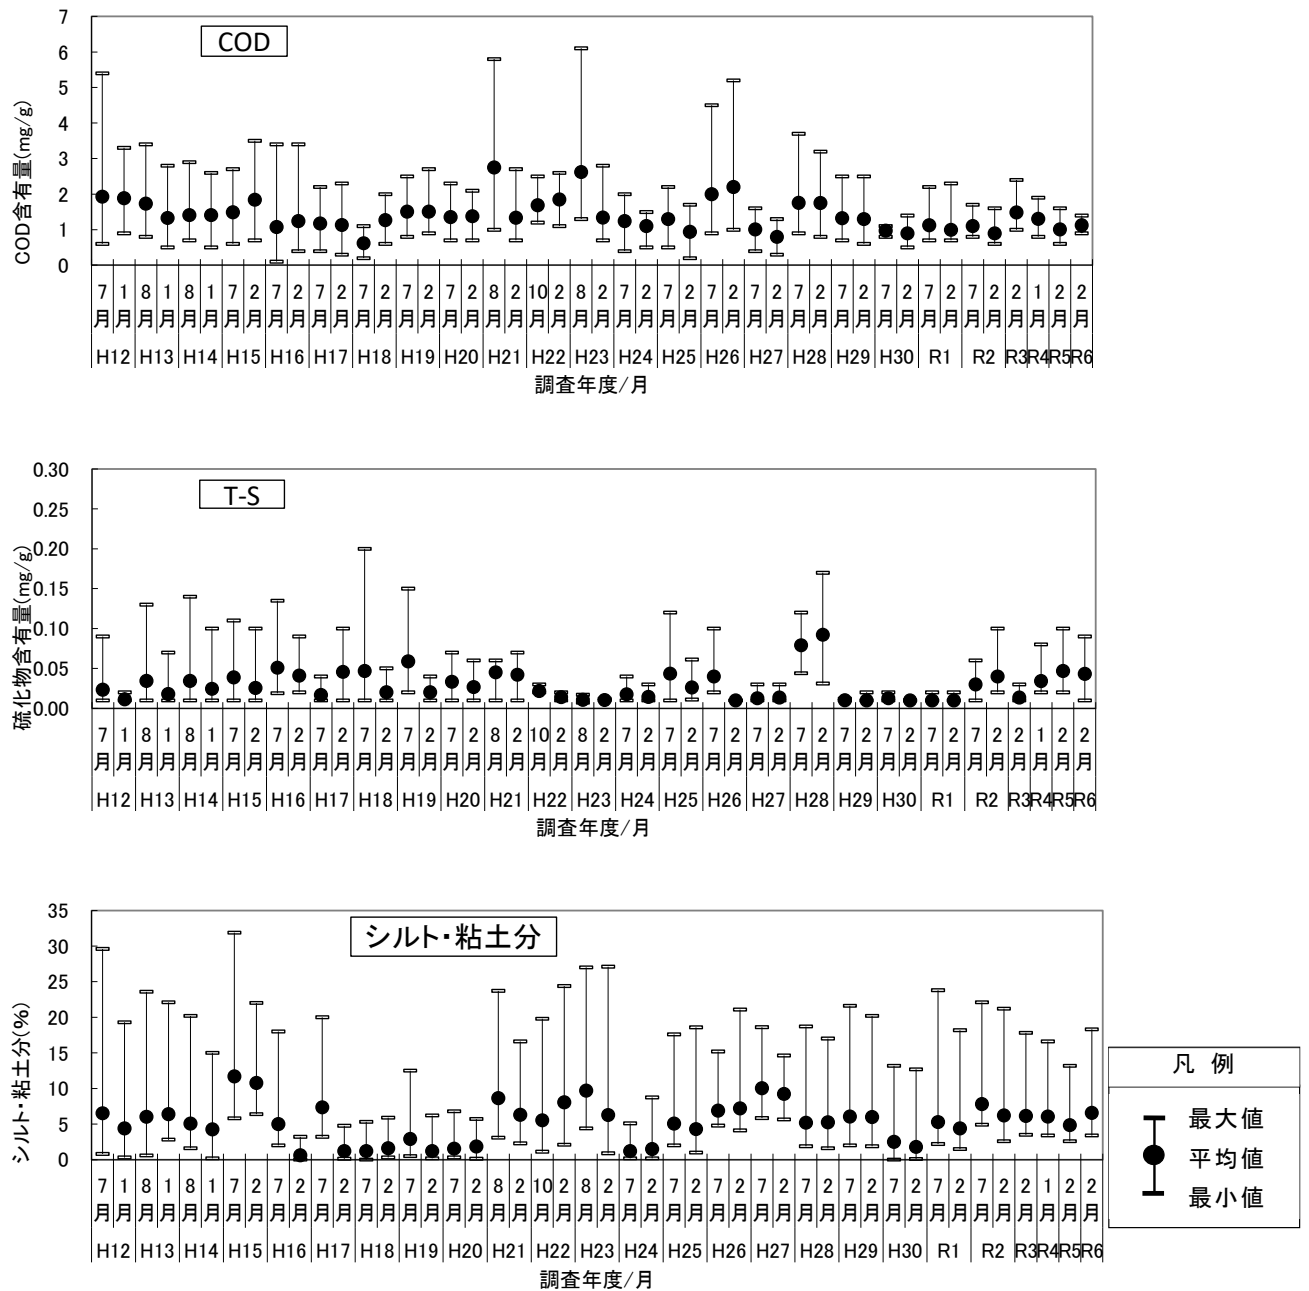 COD
COD含有量(mg/g)
7
6
5
4
3
2
1
0
7 1 8 1 8 1 7 2 7 2 7 2 7 2 7 2 7 2 8 2 10 2 8 2 7 2 7 2 7 2 7 2 7 2 7 2 7 2 7 2 7 2 2 1 2 2
月 月 月 月 月 月 月 月 月 月 月 月 月 月 月 月 月 月 月 月 月 月 月 月 月 月 月 月 月 月 月 月 月 月 月 月 月 月 月 月 月 月 月 月 月 月
H12 H13 H14 H15 H16 H17 H18 H19 H20 H21 H22 H23 H24 H25 H26 H27 H28 H29 H30 R1 R2 R3 R4 R5 R6
調査年度/月
T-S
硫化物含有量(mg/g)
0.30
0.25
0.20
0.15
0.10
0.05
0.00
7 1 8 1 8 1 7 2 7 2 7 2 7 2 7 2 7 2 8 2 10 2 8 2 7 2 7 2 7 2 7 2 7 2 7 2 7 2 7 2 7 2 2 1 2 2
月 月 月 月 月 月 月 月 月 月 月 月 月 月 月 月 月 月 月 月 月 月 月 月 月 月 月 月 月 月 月 月 月 月 月 月 月 月 月 月 月 月 月 月 月 月
H12 H13 H14 H15 H16 H17 H18 H19 H20 H21 H22 H23 H24 H25 H26 H27 H28 H29 H30 R1 R2 R3 R4 R5 R6
調査年度/月
シルト・粘土分
シルト・粘土分(%)
35
30
25
20
15
10
5
0
7 1 8 1 8 1 7 2 7 2 7 2 7 2 7 2 7 2 8 2 10 2 8 2 7 2 7 2 7 2 7 2 7 2 7 2 7 2 7 2 7 2 2 1 2 2
月 月 月 月 月 月 月 月 月 月 月 月 月 月 月 月 月 月 月 月 月 月 月 月 月 月 月 月 月 月 月 月 月 月 月 月 月 月 月 月 月 月 月 月 月 月
H12 H13 H14 H15 H16 H17 H18 H19 H20 H21 H22 H23 H24 H25 H26 H27 H28 H29 H30 R1 R2 R3 R4 R5 R6
調査年度/月
凡 例
最大値
平均値
最小値